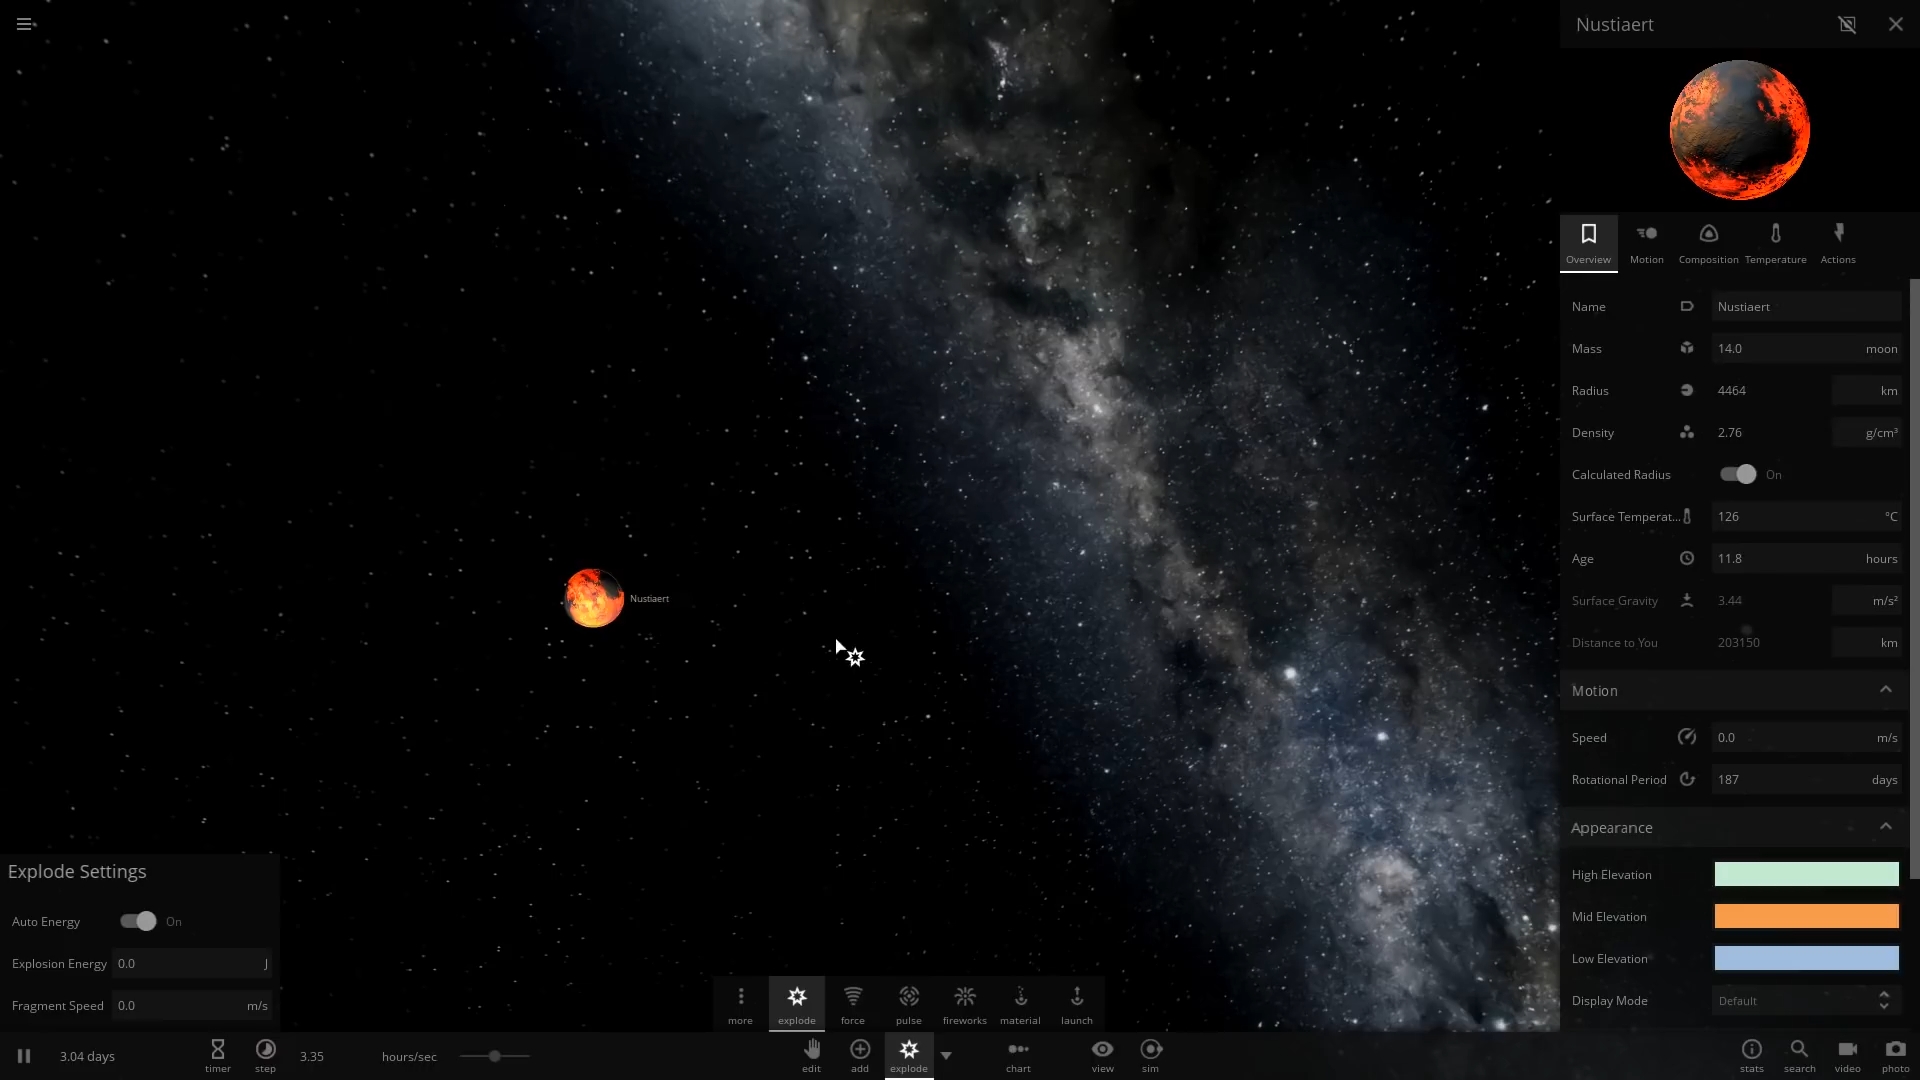 Nustiaert
Overview Motion Composition Temperature Actions
Name Nustiaert
Mass 14.0 moon
Radius 4464 km
Density 2.76 g/cm³
Calculated Radius On
Surface Temperat... 126 °C
Age 11.8 hours
Surface Gravity 3.44 m/s²
Distance to You 203150 km
Motion
Speed 0.0 m/s
Rotational Period 187 days
Appearance
High Elevation
Mid Elevation
Low Elevation
Display Mode Default
Nustiaert
Explode Settings
Auto Energy On
Explosion Energy 0.0 J
Fragment Speed 0.0 m/s
more explode force pulse fireworks material launch
3.04 days timer step 3.35 hours/sec edit add explode chart view sim stats search video photo